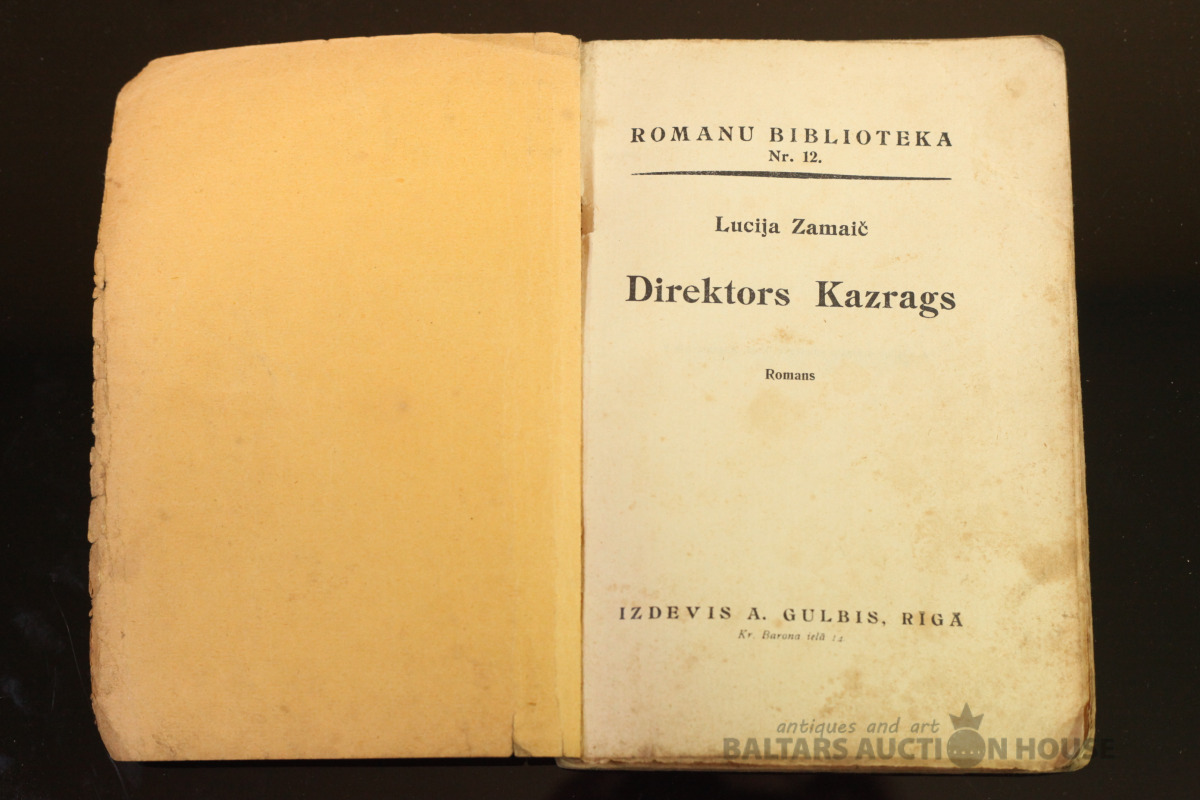 ROMANU BIBLIOTEKA
Nr. 12.
Lucija Zamaič
Direktors Kazrags
Romans
IZDEVIS A. GULBIS, RĪGĀ
Kr. Barona ielā 14
antiques and art
BALTARS AUCTION HOUSE